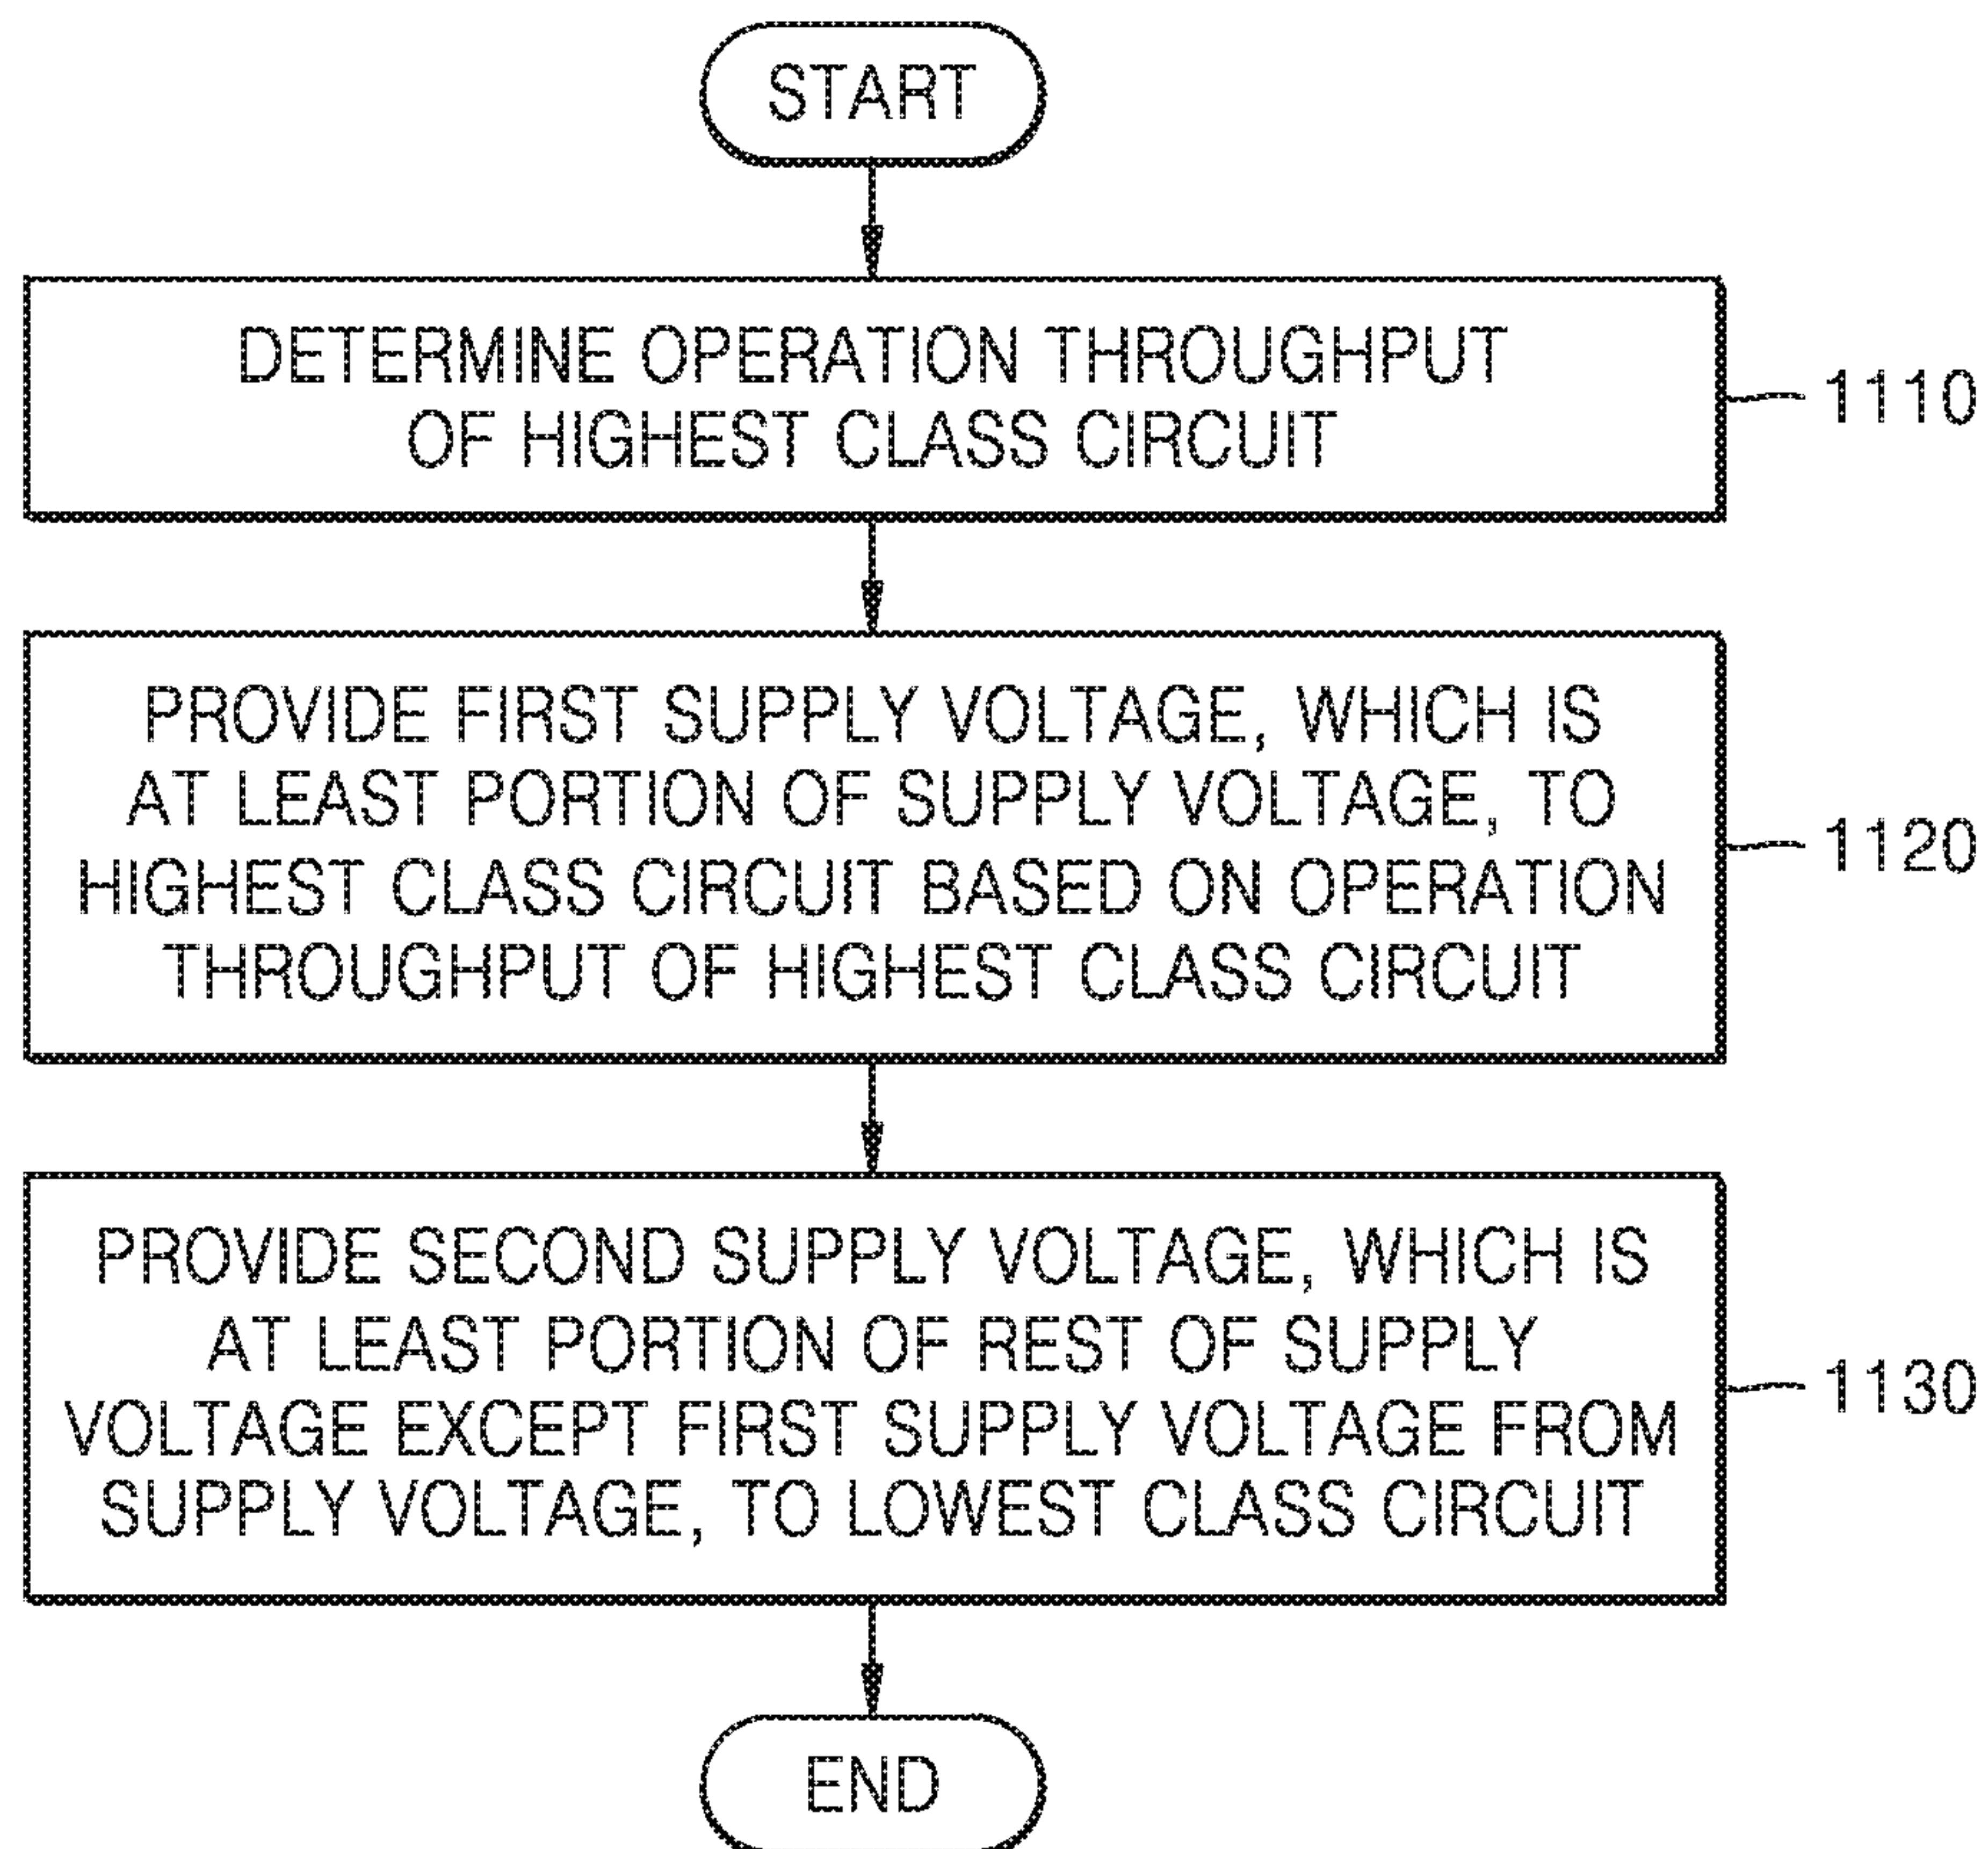 START
DETERMINE OPERATION THROUGHPUT
OF HIGHEST CLASS CIRCUIT
1110
PROVIDE FIRST SUPPLY VOLTAGE, WHICH IS
AT LEAST PORTION OF SUPPLY VOLTAGE, TO
HIGHEST CLASS CIRCUIT BASED ON OPERATION
THROUGHPUT OF HIGHEST CLASS CIRCUIT
1120
PROVIDE SECOND SUPPLY VOLTAGE, WHICH IS
AT LEAST PORTION OF REST OF SUPPLY
VOLTAGE EXCEPT FIRST SUPPLY VOLTAGE FROM
SUPPLY VOLTAGE, TO LOWEST CLASS CIRCUIT
1130
END